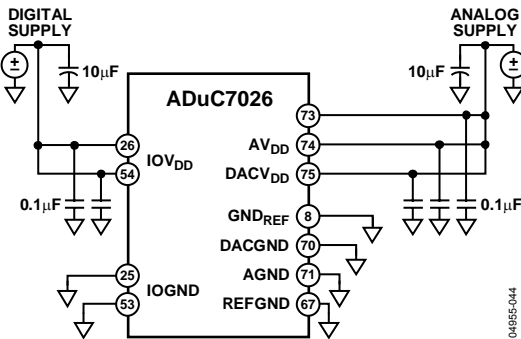 DIGITAL
SUPPLY
ANALOG
SUPPLY
10µF
10µF
ADuC7026
73
26
AVDD
74
IOVDD
54
DACVDD
75
0.1µF
0.1µF
GNDREF
8
DACGND
70
25
AGND
71
IOGND
53
REFGND
67
04955-044